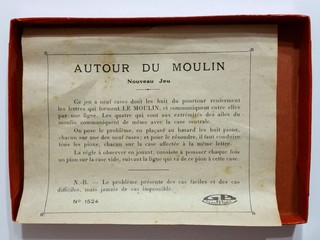 AUTOUR DU MOULIN
Nouveau Jeu
Ce jeu a neuf cases dont les huit du pourtour renferment
les lettres qui forment LE MOULIN, et communiquent entre elles
par une ligne. Les quatre qui sont aux extrémités des ailes du
moulin communiquent de même avec la case centrale.
On pose le problème, en plaçant au hasard les huit pions,
chacun sur une des neuf cases; et pour le résoudre, il faut conduire
tous les pions, chacun sur la case affectée à la même lettre.
La règle à observer en jouant, consiste à pousser chaque fois
un pion sur la case vide, suivant la ligne qui va de ce pion à cette case.
N.-B. — Le problème présente des cas faciles et des cas
difficiles, mais jamais de cas impossible.
No 1524